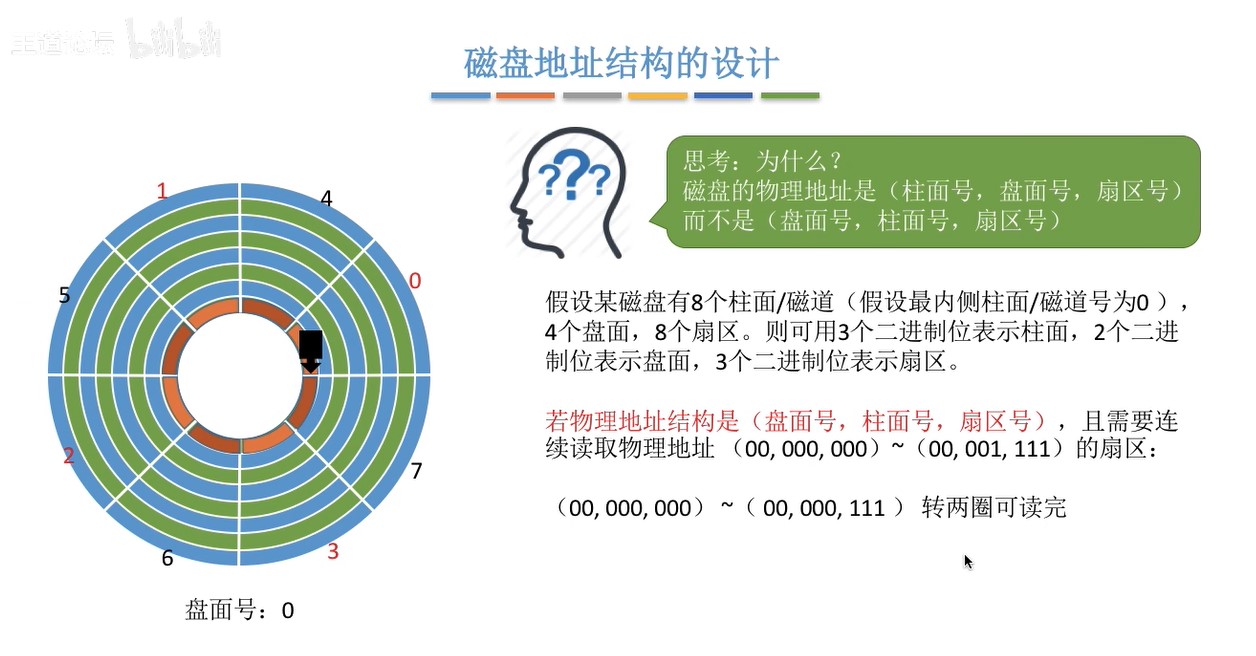 王道论坛 bilibili
磁盘地址结构的设计
???
思考：为什么？
磁盘的物理地址是（柱面号，盘面号，扇区号）
而不是（盘面号，柱面号，扇区号）
1
4
0
5
2
7
6
3
盘面号：0
假设某磁盘有8个柱面/磁道（假设最内侧柱面/磁道号为0 ），
4个盘面，8个扇区。则可用3个二进制位表示柱面，2个二进
制位表示盘面，3个二进制位表示扇区。
若物理地址结构是（盘面号，柱面号，扇区号），且需要连
续读取物理地址 （00, 000, 000）~（00, 001, 111）的扇区：
（00, 000, 000） ~（ 00, 000, 111 ） 转两圈可读完